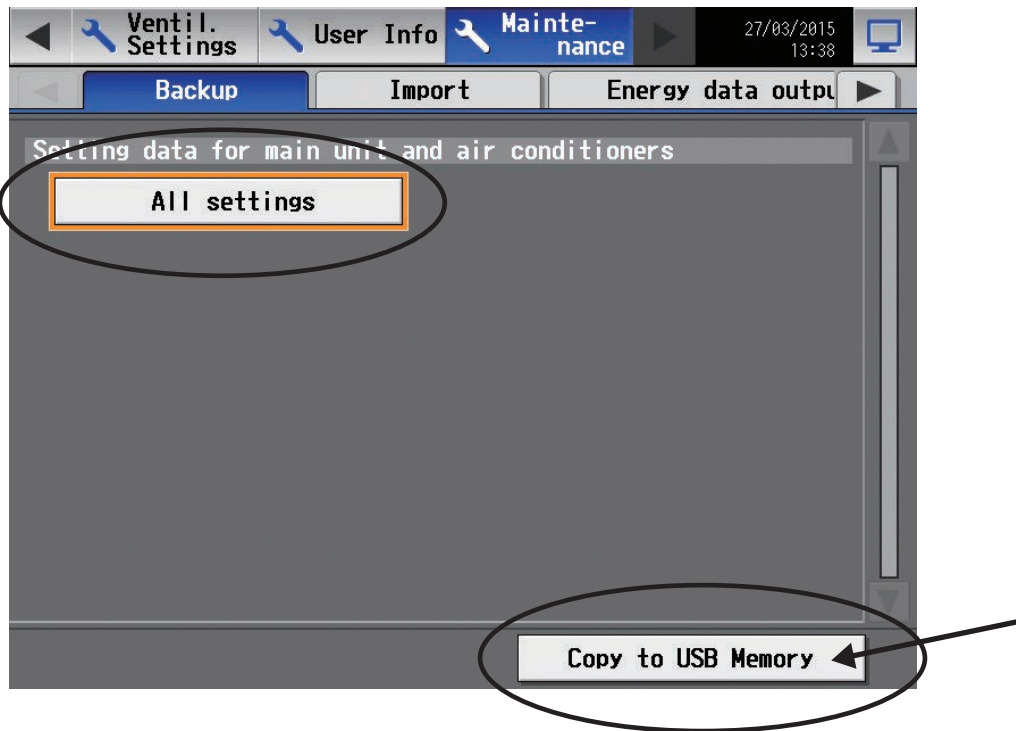 Ventil.
Settings
User Info
Mainte-
nance
27/03/2015
13:38
Backup
Import
Energy data outpu
Setting data for main unit and air conditioners
All settings
Copy to USB Memory